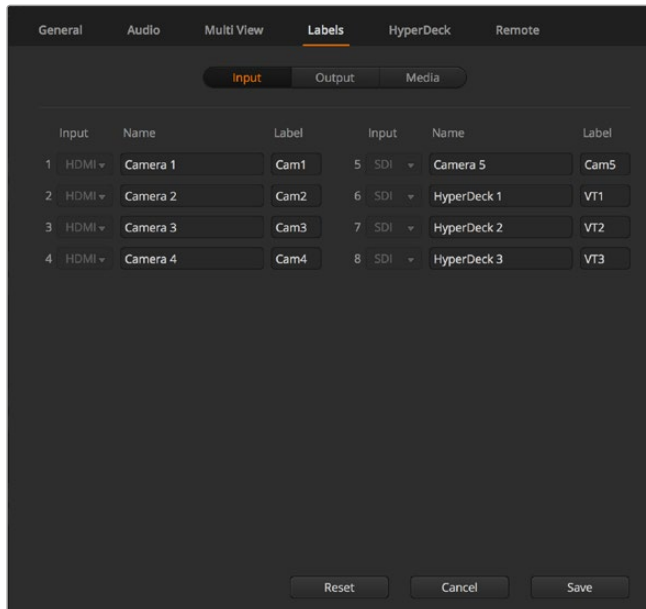 General Audio Multi View Labels HyperDeck Remote
Input Output Media
Input Name Label Input Name Label
1 HDMI Camera 1 Cam1 5 SDI Camera 5 Cam5
2 HDMI Camera 2 Cam2 6 SDI HyperDeck 1 VT1
3 HDMI Camera 3 Cam3 7 SDI HyperDeck 2 VT2
4 HDMI Camera 4 Cam4 8 SDI HyperDeck 3 VT3
Reset Cancel Save